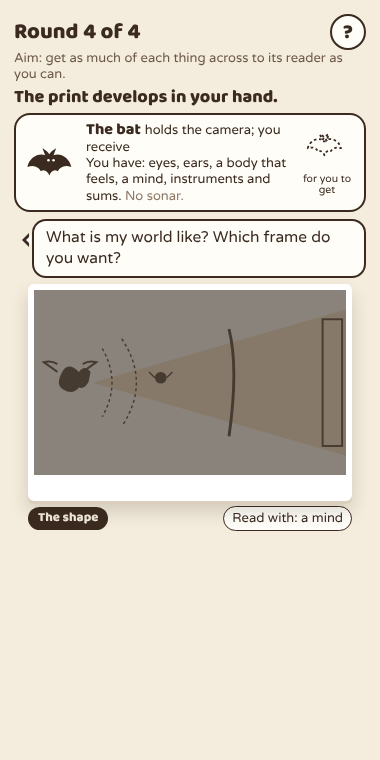 Round 4 of 4
?
Aim: get as much of each thing across to its reader as
you can.
The print develops in your hand.
The bat holds the camera; you
receive
You have: eyes, ears, a body that
feels, a mind, instruments and
sums. No sonar.
for you to
get
What is my world like? Which frame do
you want?
The shape
Read with: a mind